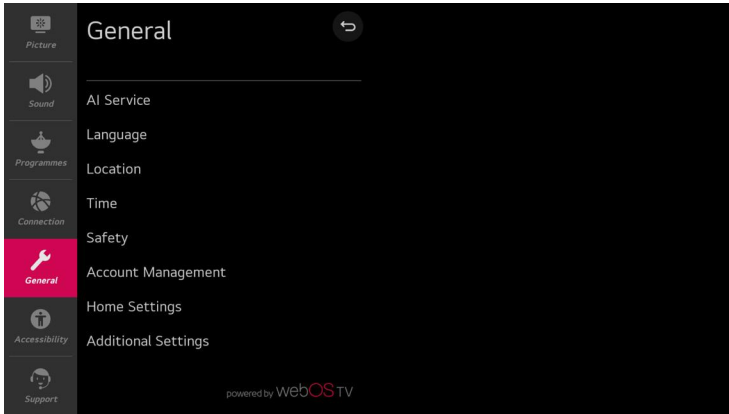 Picture
Sound
Programmes
Connection
General
Accessibility
Support
General
AI Service
Language
Location
Time
Safety
Account Management
Home Settings
Additional Settings
powered by webOS TV